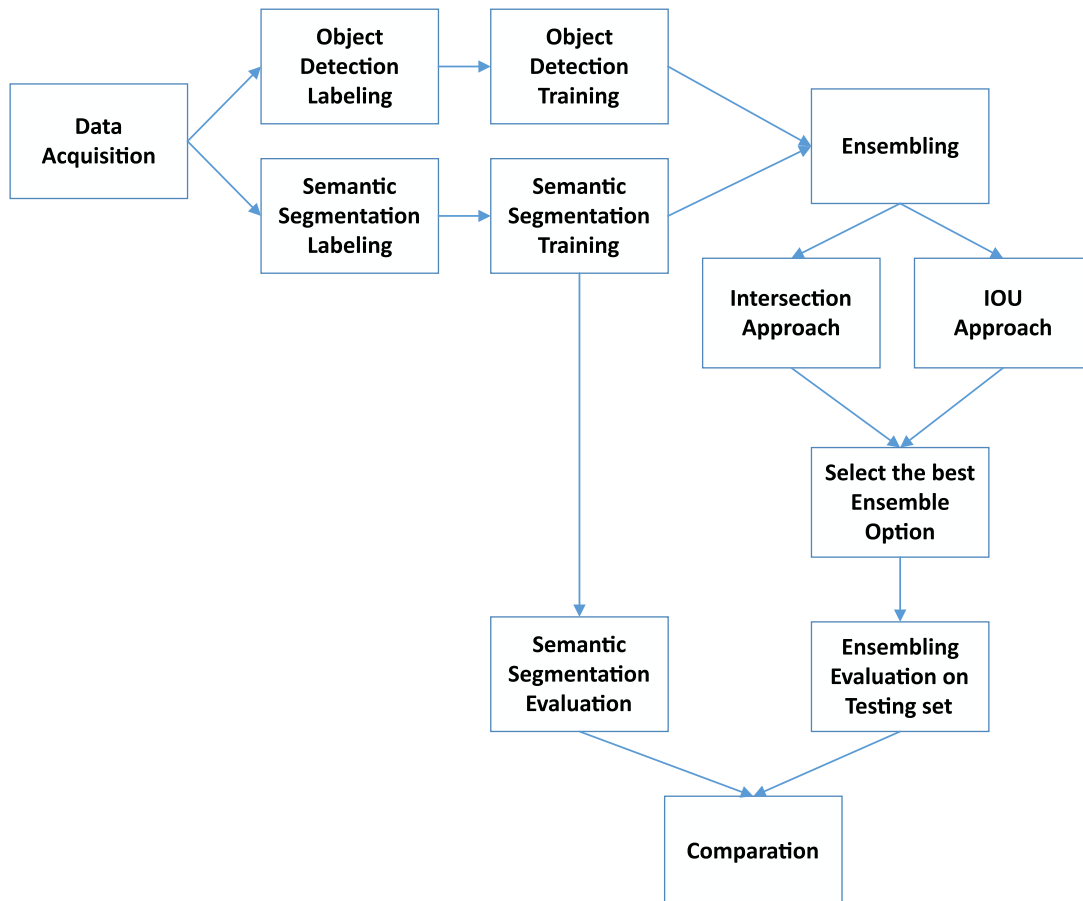 Object
Detection
Labeling
Object
Detection
Training
Data
Acquisition
Ensembling
Semantic
Segmentation
Labeling
Semantic
Segmentation
Training
Intersection
Approach
IOU
Approach
Select the best
Ensemble
Option
Semantic
Segmentation
Evaluation
Ensembling
Evaluation on
Testing set
Comparation